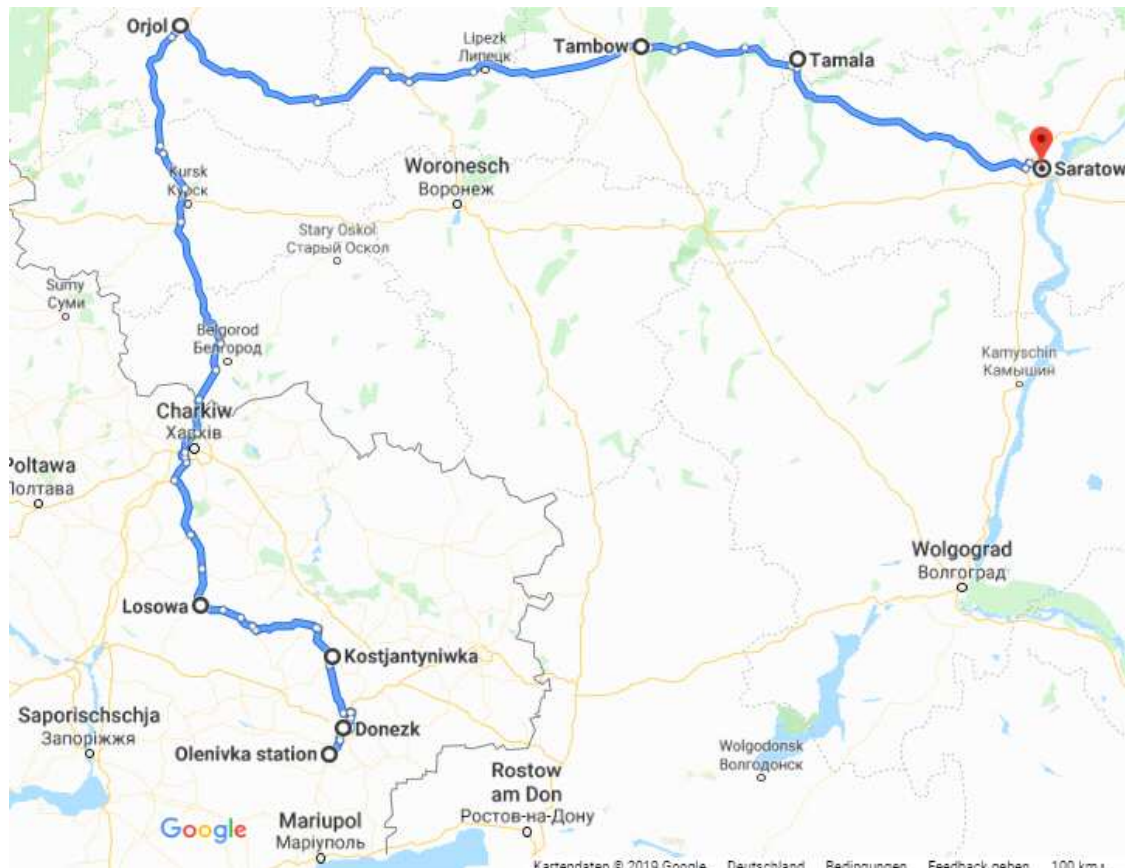 Orjol
Lipezk
Липецк
Tambow
Tamala
Saratow
Woronesch
Воронеж
Kursk
Курск
Stary Oskol
Старый Оскол
Sumy
Суми
Belgorod
Белгород
Kamyschin
Камышин
Charkiw
Харків
Poltawa
Полтава
Wolgograd
Волгоград
Losowa
Kostjantyniwka
Saporischschja
Запоріжжя
Donezk
Olenivka station
Wolgodonsk
Волгодонск
Rostow
am Don
Ростов-на-Дону
Google
Mariupol
Маріуполь
Kartendaten © 2019 Google Deutschland Bedingungen Feedback geben 100 km